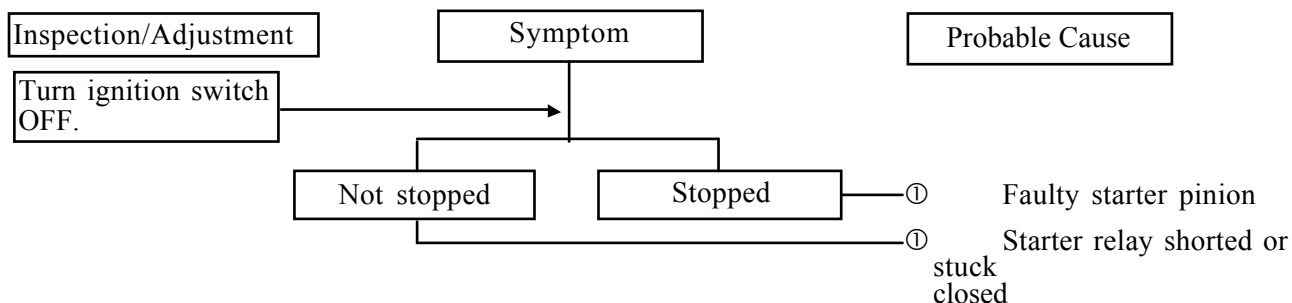 Inspection/Adjustment
Symptom
Probable Cause
Turn ignition switch
OFF.
Not stopped
Stopped
① Faulty starter pinion
① Starter relay shorted or
stuck
closed